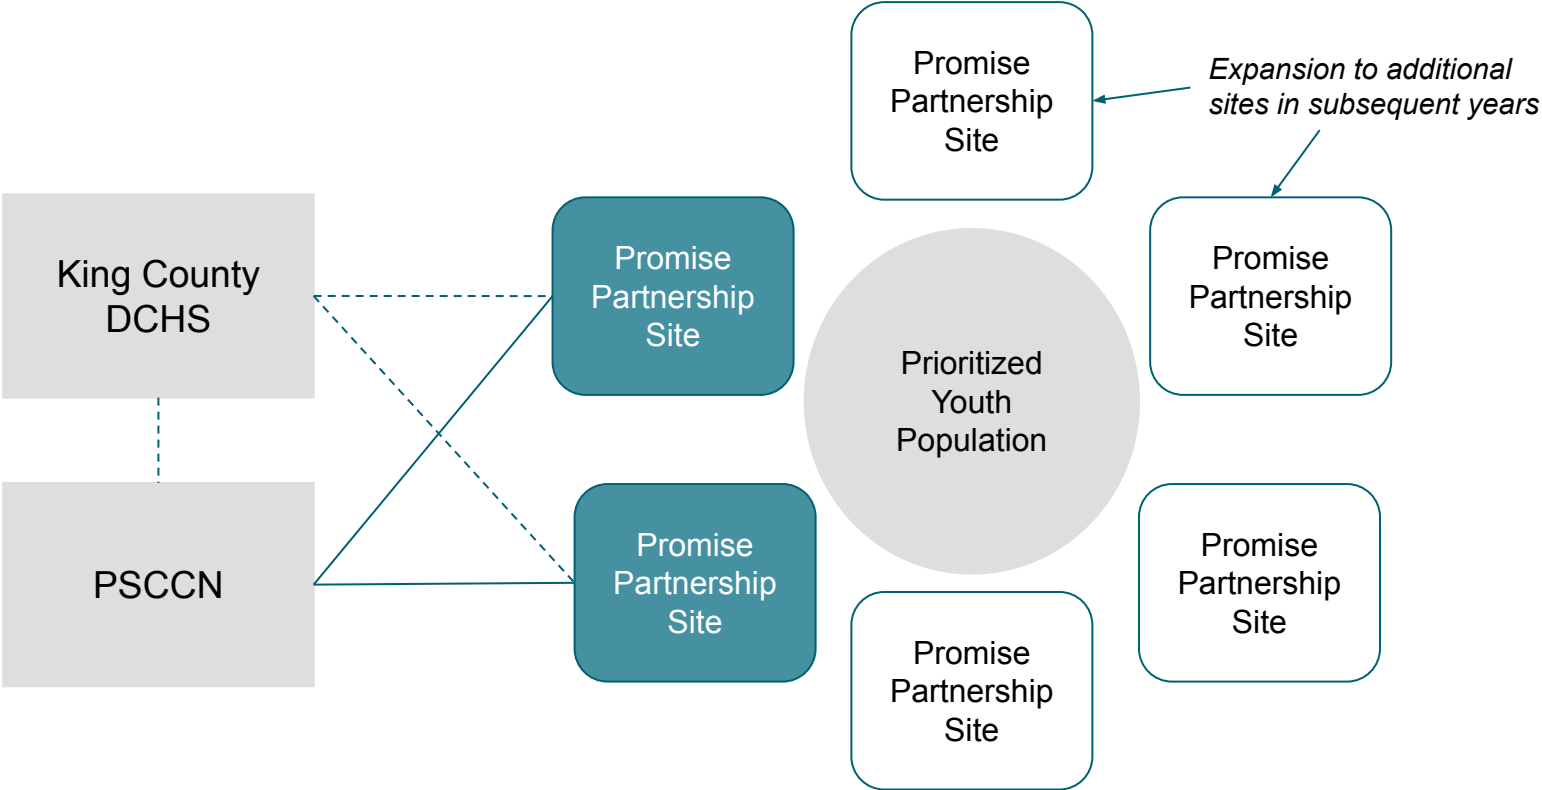 Promise
Partnership
Site
Expansion to additional
sites in subsequent years
King County
DCHS
Promise
Partnership
Site
Promise
Partnership
Site
Prioritized
Youth
Population
PSCCN
Promise
Partnership
Site
Promise
Partnership
Site
Promise
Partnership
Site